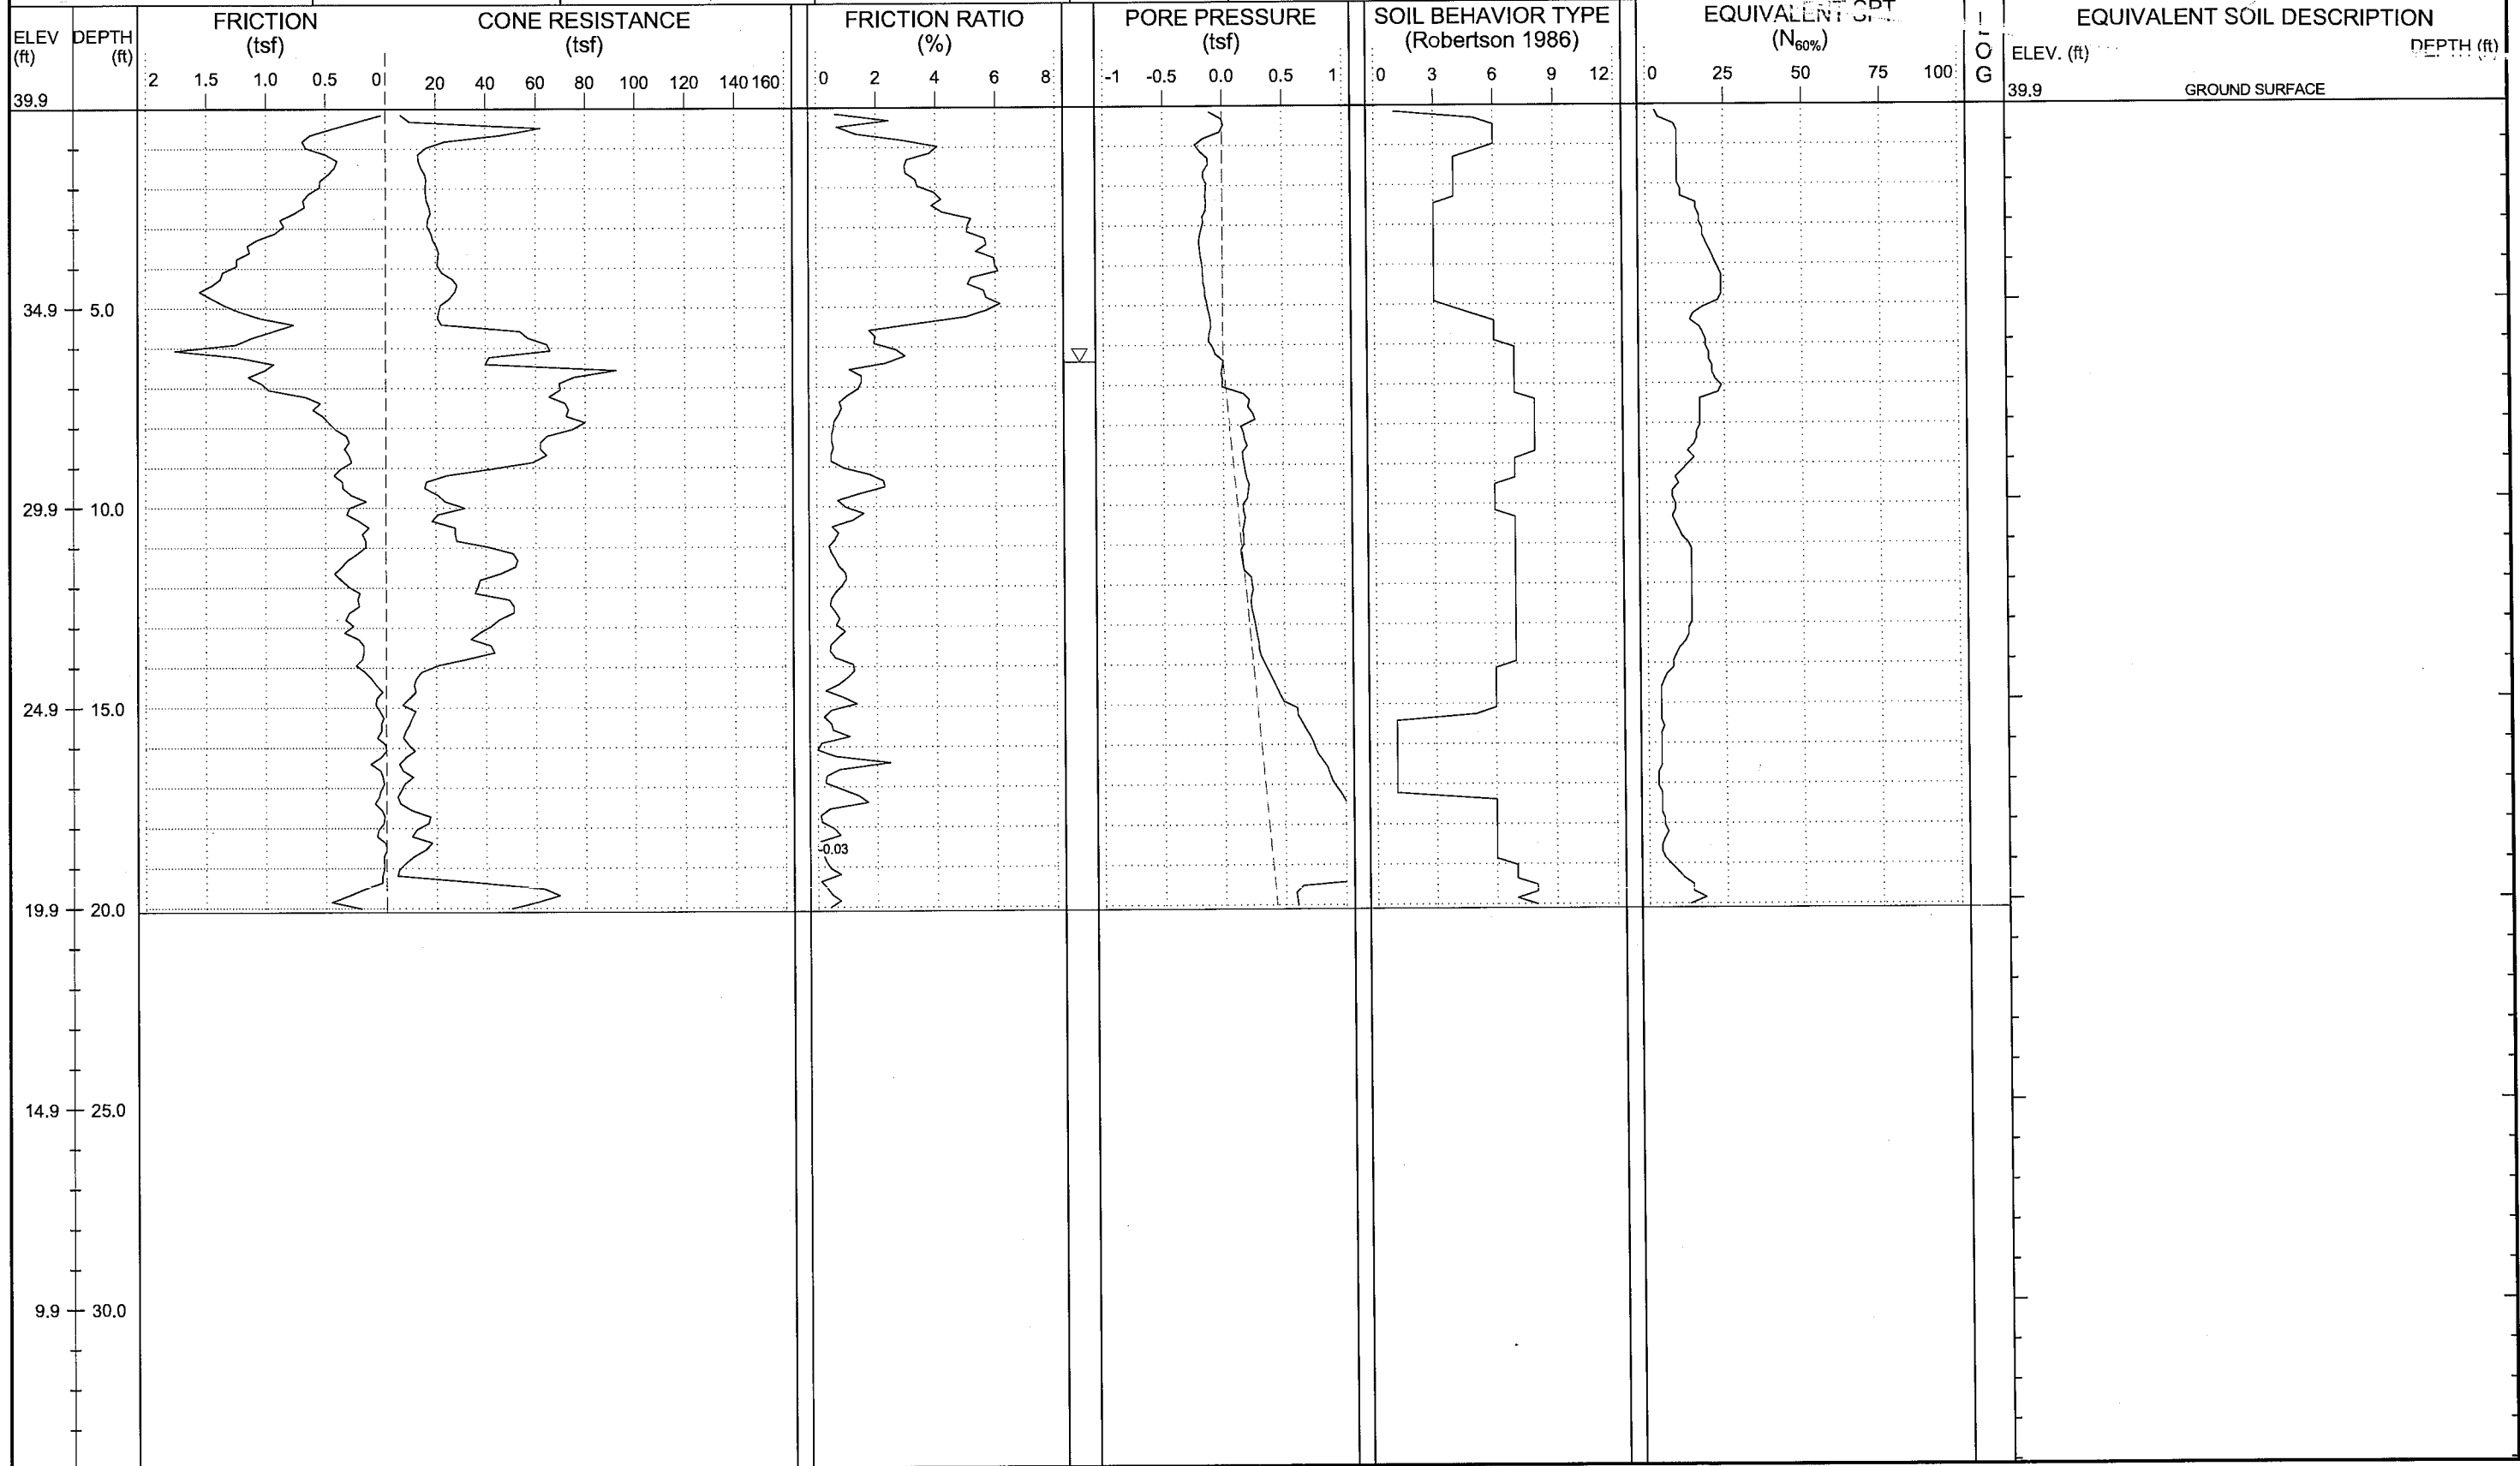 FRICTION
(tsf)
CONE RESISTANCE
(tsf)
FRICTION RATIO
(%)
PORE PRESSURE
(tsf)
SOIL BEHAVIOR TYPE
(Robertson 1986)
EQUIVALENT SPT
(N60%)
LOG
EQUIVALENT SOIL DESCRIPTION
ELEV
(ft)
DEPTH
(ft)
ELEV. (ft)
DEPTH (ft)
2 1.5 1.0 0.5 0 20 40 60 80 100 120 140 160
0 2 4 6 8
-1 -0.5 0.0 0.5 1
0 3 6 9 12
0 25 50 75 100
39.9
39.9
GROUND SURFACE
34.9 5.0
29.9 10.0
24.9 15.0
-0.03
19.9 20.0
14.9 25.0
9.9 30.0